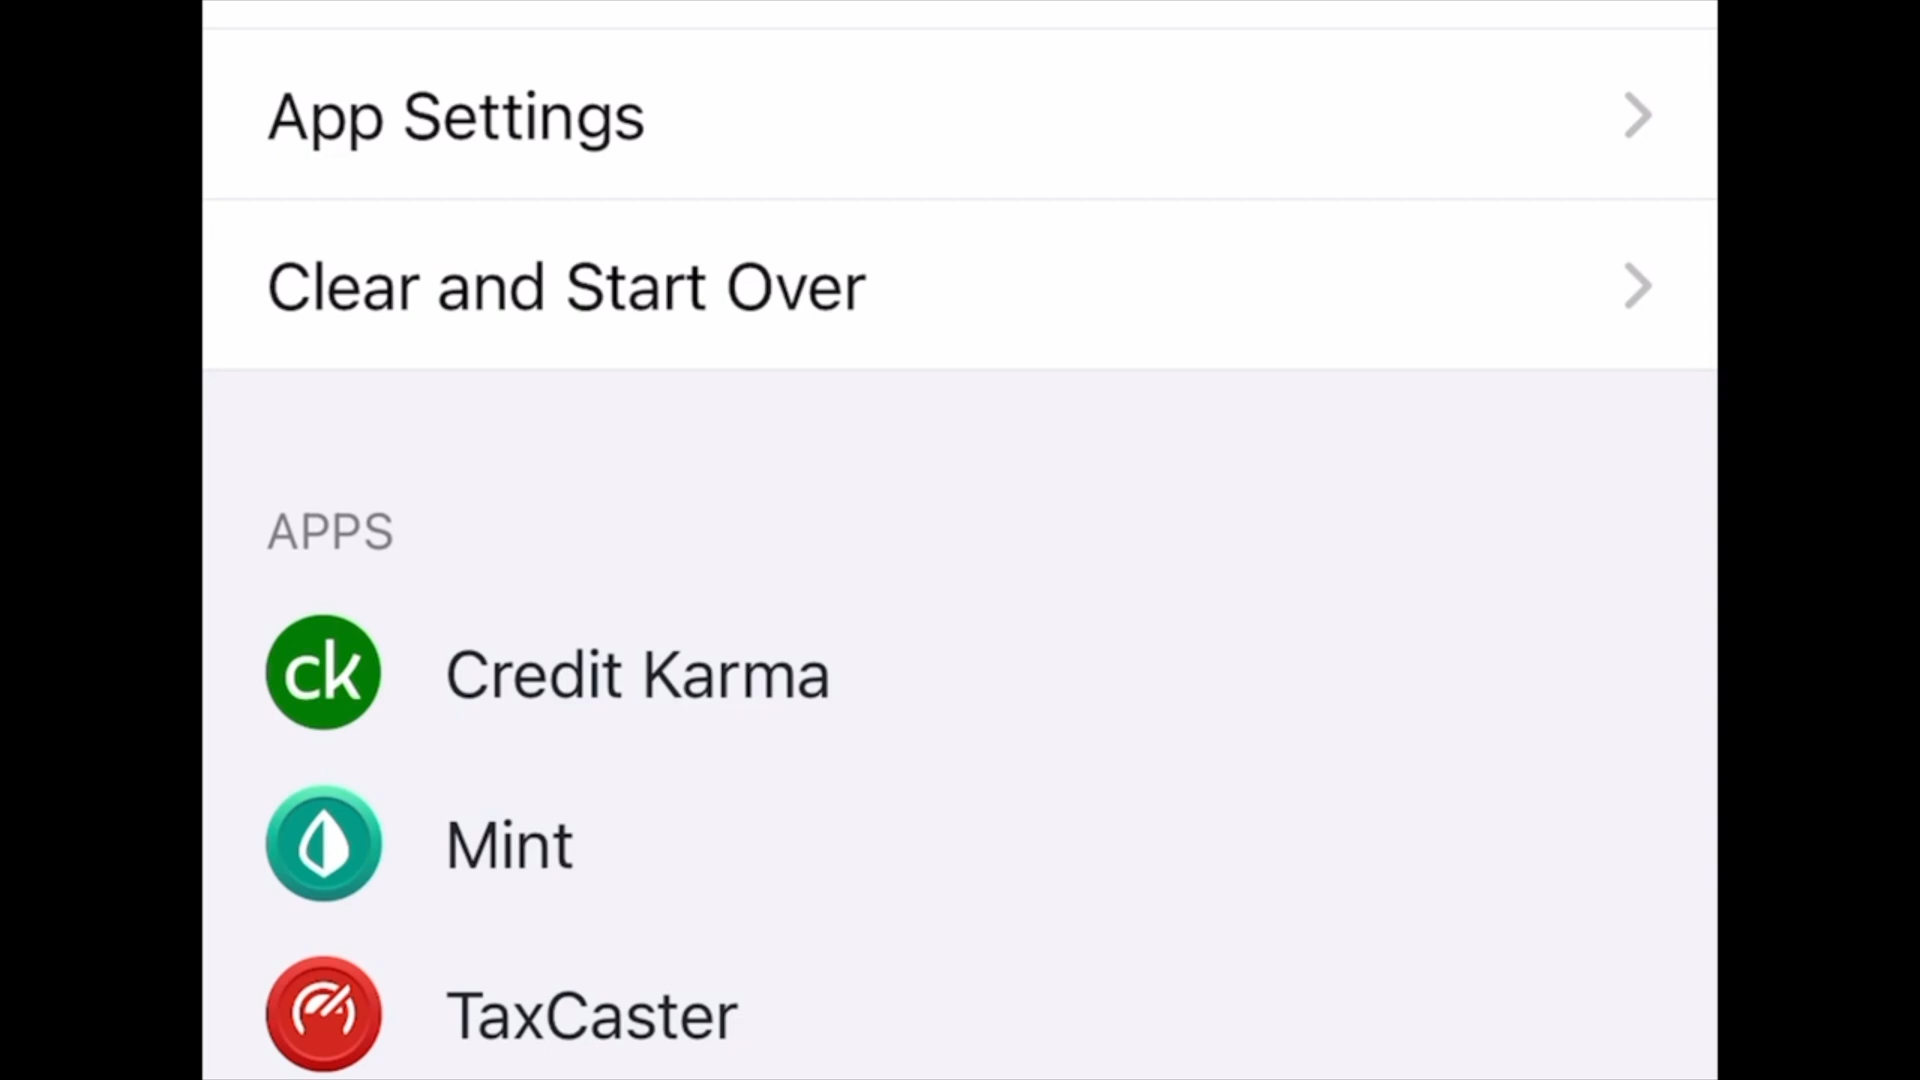 App Settings
Clear and Start Over
APPS
ck Credit Karma
Mint
TaxCaster